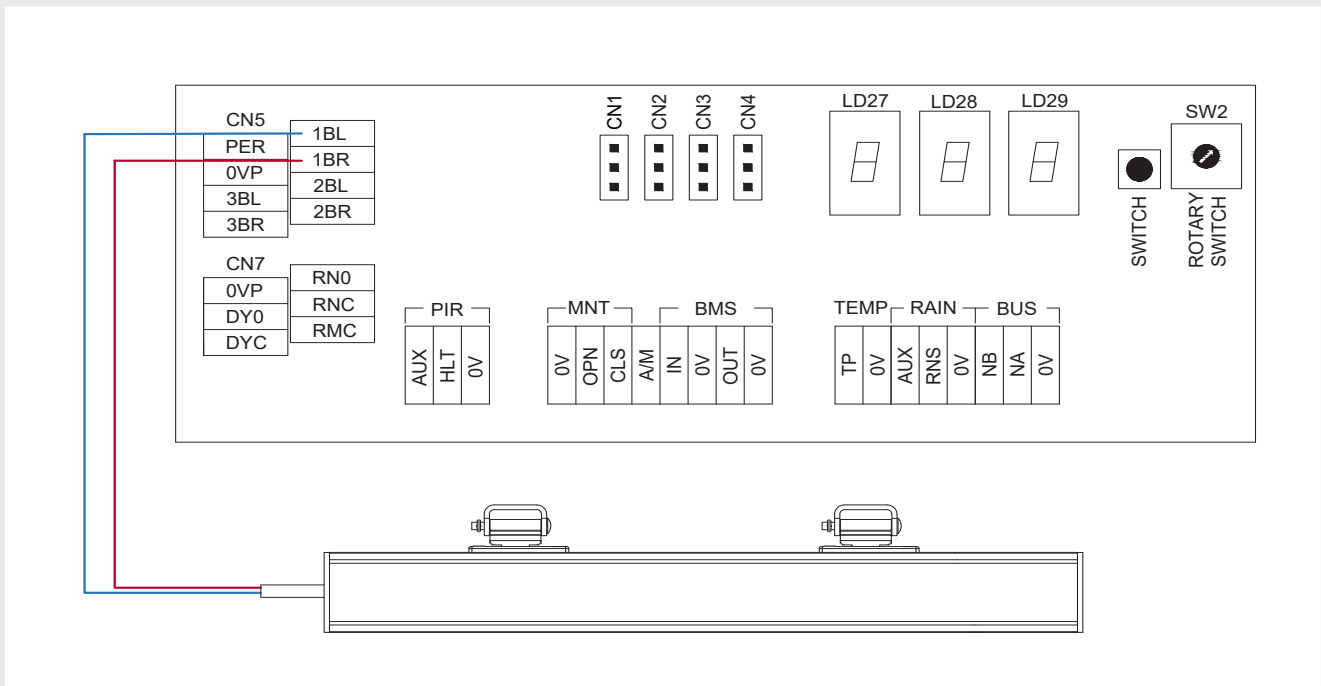 CN5
PER
0VP
3BL
3BR
1BL
1BR
2BL
2BR
CN7
0VP
DY0
DYC
RN0
RNC
RMC
CN1
CN2
CN3
CN4
LD27
LD28
LD29
SW2
SWITCH
ROTARY
SWITCH
PIR
AUX
HLT
0V
MNT
BMS
0V
OPN
CLS
A/M
IN
0V
OUT
0V
TEMP
RAIN
BUS
TP
0V
AUX
RNS
0V
NB
NA
0V